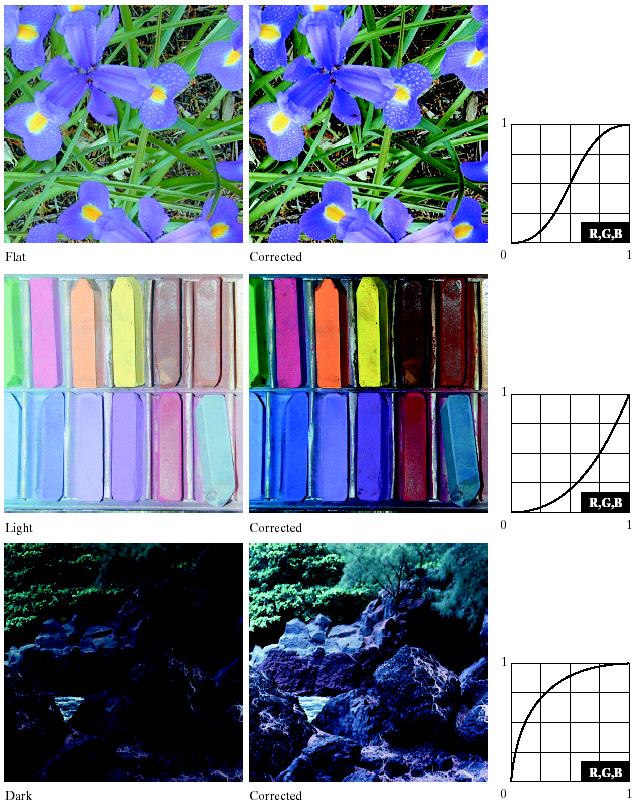 1
R,G,B
Flat Corrected 0 1
1
R,G,B
Light Corrected 0 1
1
R,G,B
Dark Corrected 0 1